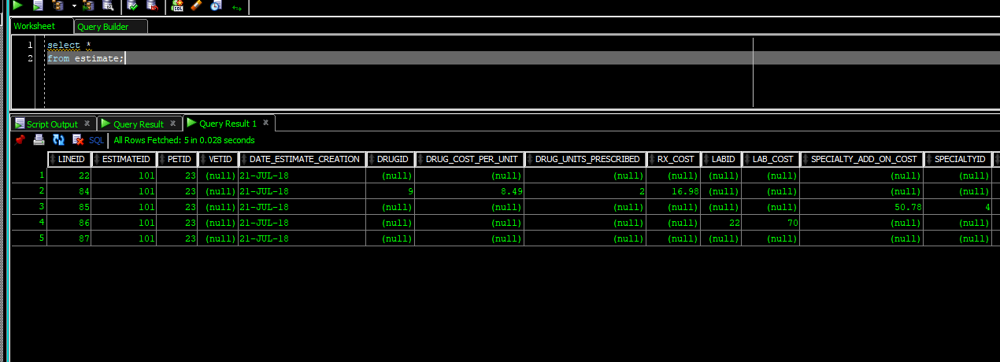 SQL
Worksheet Query Builder
1 select *
2 from estimate;
Script Output x Query Result x Query Result 1 x
SQL All Rows Fetched: 5 in 0.028 seconds
LINEID ESTIMATEID PETID VETID DATE_ESTIMATE_CREATION DRUGID DRUG_COST_PER_UNIT DRUG_UNITS_PRESCRIBED RX_COST LABID LAB_COST SPECIALTY_ADD_ON_COST SPECIALTYID
1 22 101 23 (null) 21-JUL-18 (null) (null) (null) (null) (null) (null) (null) (null)
2 84 101 23 (null) 21-JUL-18 9 8.49 2 16.98 (null) (null) (null) (null)
3 85 101 23 (null) 21-JUL-18 (null) (null) (null) (null) (null) (null) 50.78 4
4 86 101 23 (null) 21-JUL-18 (null) (null) (null) (null) 22 70 (null) (null)
5 87 101 23 (null) 21-JUL-18 (null) (null) (null) (null) (null) (null) (null) (null)